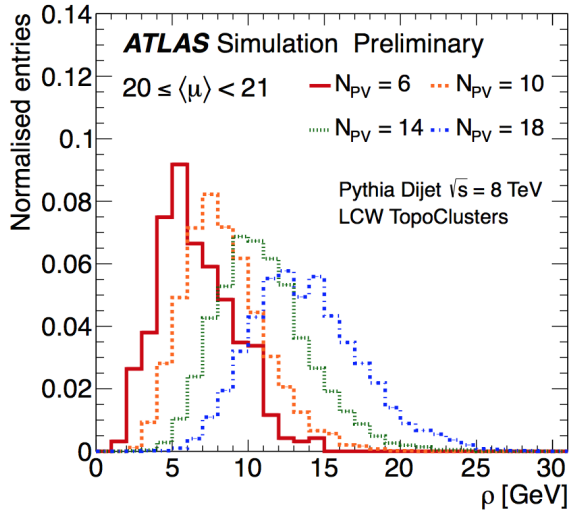 ATLAS Simulation Preliminary
20 ≤ ⟨μ⟩ < 21
N_PV = 6
N_PV = 10
N_PV = 14
N_PV = 18
Pythia Dijet √s = 8 TeV
LCW TopoClusters
Normalised entries
0.14
0.12
0.1
0.08
0.06
0.04
0.02
0
0 5 10 15 20 25 30
ρ [GeV]